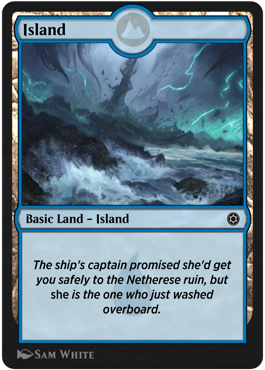 Island
Basic Land – Island
The ship's captain promised she'd get
you safely to the Netherese ruin, but
she is the one who just washed
overboard.
Sam White